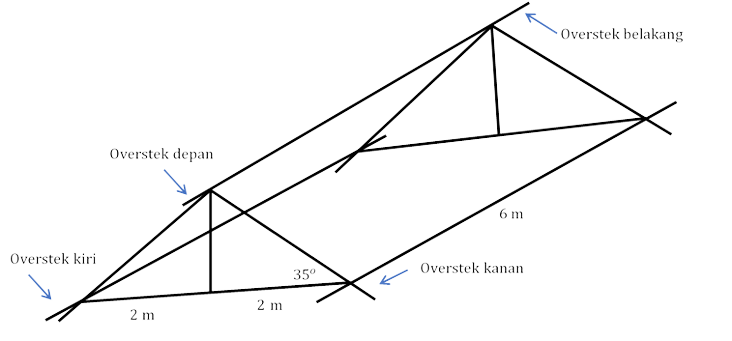 Overstek belakang
Overstek depan
6 m
Overstek kiri
35°
Overstek kanan
2 m
2 m